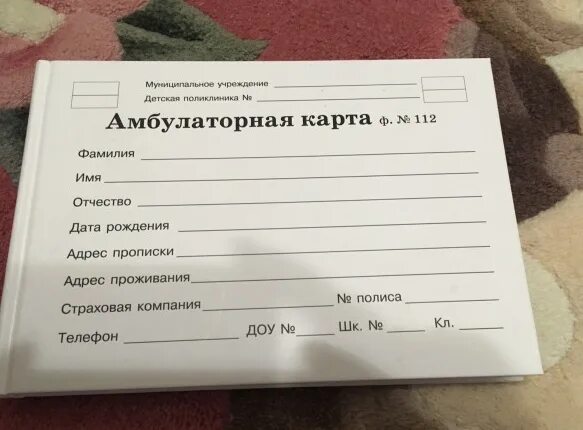 Муниципальное учреждение
Детская поликлиника №
Амбулаторная карта ф. № 112
Фамилия
Имя
Отчество
Дата рождения
Адрес прописки
Адрес проживания
Страховая компания № полиса
Телефон ДОУ № Шк. № Кл.